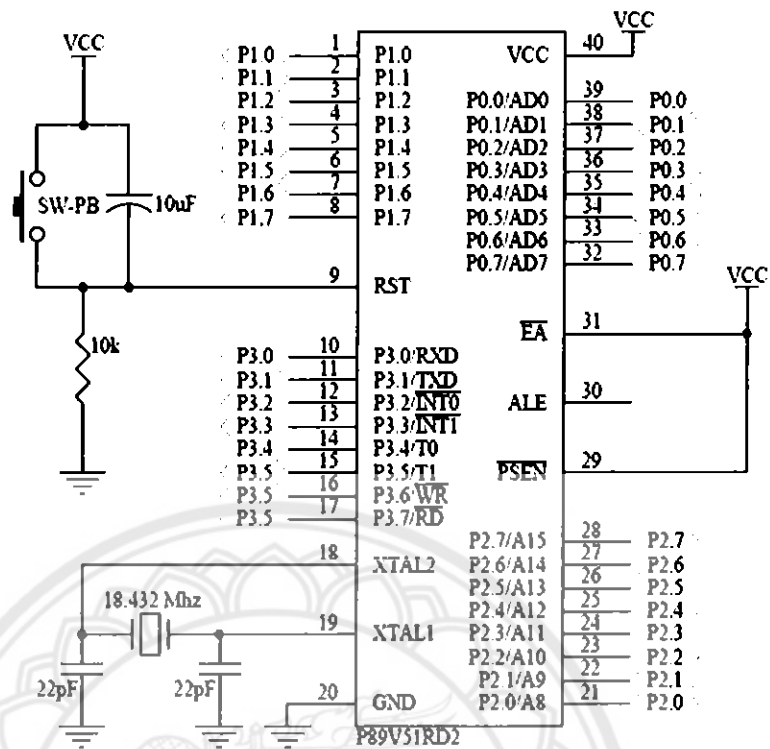 VCC
SW-PB
10uF
10k
P1.0 1 P1.0
P1.1 2 P1.1
P1.2 3 P1.2
P1.3 4 P1.3
P1.4 5 P1.4
P1.5 6 P1.5
P1.6 7 P1.6
P1.7 8 P1.7
9 RST
P3.0 10 P3.0/RXD
P3.1 11 P3.1/TXD
P3.2 12 P3.2/INT0
P3.3 13 P3.3/INT1
P3.4 14 P3.4/T0
P3.5 15 P3.5/T1
P3.5 16 P3.6/WR
P3.5 17 P3.7/RD
18 XTAL2
18.432 Mhz
19 XTAL1
22pF
22pF
20 GND
VCC 40 VCC
P0.0/AD0 39 P0.0
P0.1/AD1 38 P0.1
P0.2/AD2 37 P0.2
P0.3/AD3 36 P0.3
P0.4/AD4 35 P0.4
P0.5/AD5 34 P0.5
P0.6/AD6 33 P0.6
P0.7/AD7 32 P0.7
VCC
EA 31
ALE 30
PSEN 29
P2.7/A15 28 P2.7
P2.6/A14 27 P2.6
P2.5/A13 26 P2.5
P2.4/A12 25 P2.4
P2.3/A11 24 P2.3
P2.2/A10 23 P2.2
P2.1/A9 22 P2.1
P2.0/A8 21 P2.0
P89V51RD2